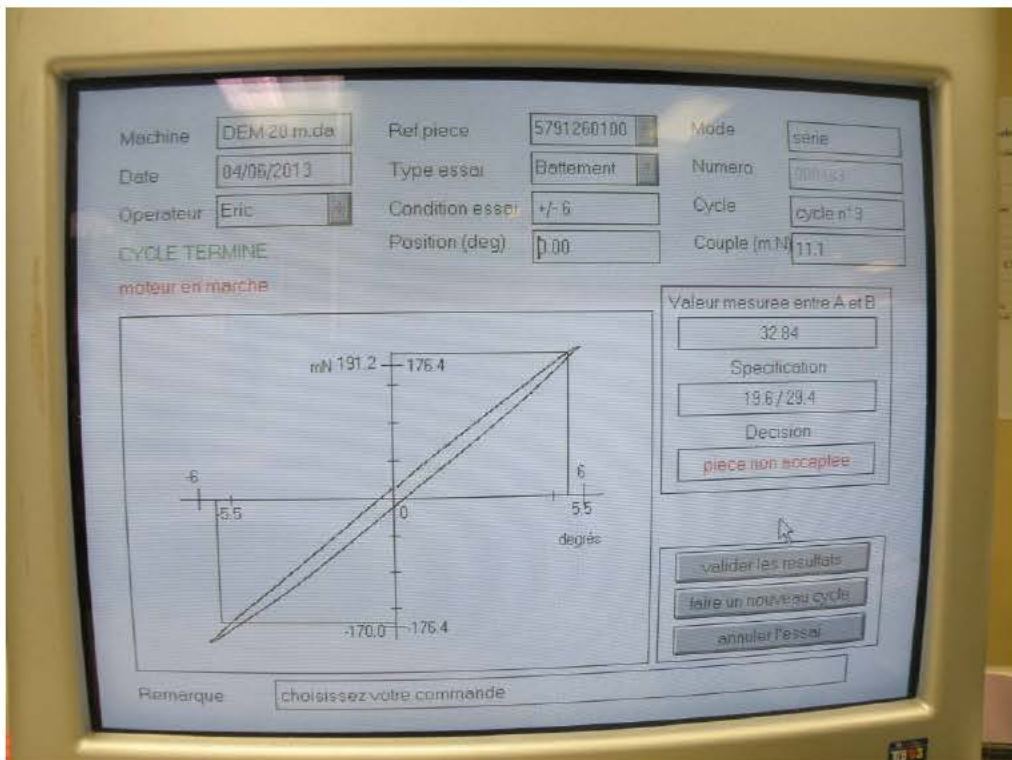 Machine DEM 28 m.da Ref piece 5791260100 Mode serie
Date 04/06/2013 Type essai Battement Numero
Operateur Eric Condition essai +/- 6 Cycle cycle n° 3
CYCLE TERMINE Position (deg) 0.00 Couple (m.N) 11.1
moteur en marche
Valeur mesuree entre A et B
32.84
mN 191.2 176.4
Specification
19.6 / 29.4
Decision
piece non acceptee
-6 6
-5.5 0 5.5
degrés
valider les resultats
faire un nouveau cycle
-170.0 -176.4
annuler l'essai
Remarque choisissez votre commande